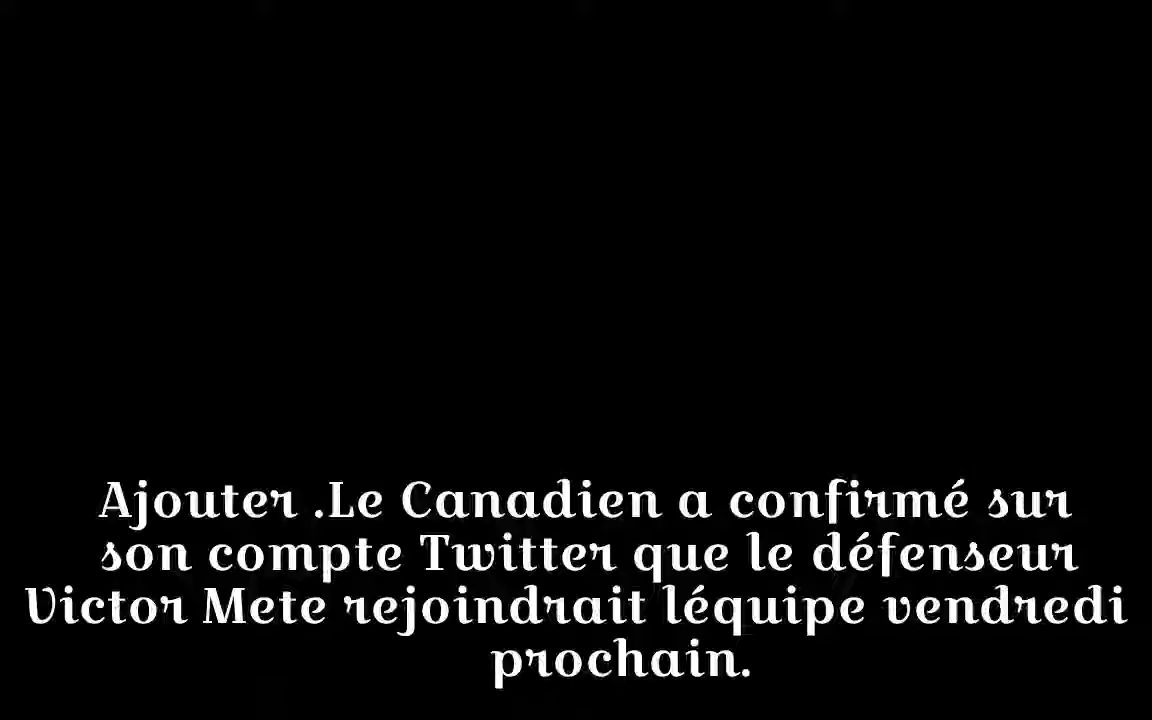 Ajouter .Le Canadien a confirmé sur
son compte Twitter que le défenseur
Victor Mete rejoindrait léquipe vendredi
prochain.